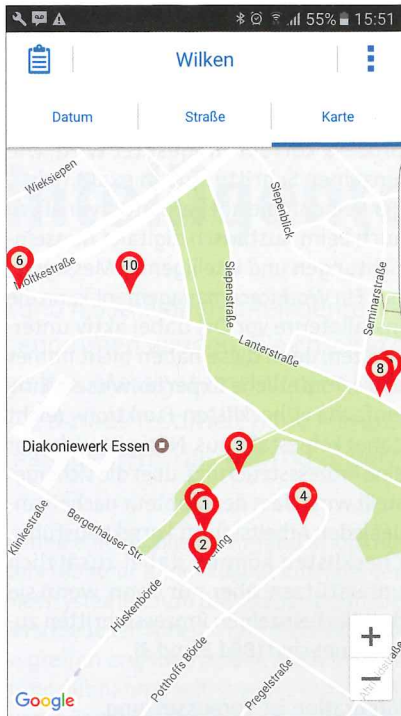 55% 15:51
Wilken
Datum Straße Karte
Wieksiepen
Siepenblick
6
Moltkestraße
10
Siepenstraße
Seminarstraße
Lanterstraße
8
Diakoniewerk Essen
3
4
1
Klinkestraße
Bergerhauser Str.
2
Hüskenbörde
Potthoffs Börde
Pregelstraße
+
−
Google